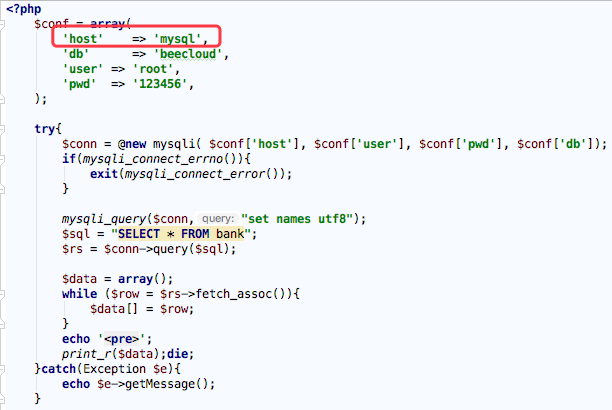 <?php
$conf = array(
'host'    => 'mysql',
'db'      => 'beecloud',
'user' => 'root',
'pwd'  => '123456',
);
try{
$conn = @new mysqli( $conf['host'], $conf['user'], $conf['pwd'], $conf['db']);
if(mysqli_connect_errno()){
exit(mysqli_connect_error());
}
mysqli_query($conn, query: "set names utf8");
$sql = "SELECT * FROM bank";
$rs = $conn->query($sql);
$data = array();
while ($row = $rs->fetch_assoc()){
$data[] = $row;
}
echo '<pre>';
print_r($data);die;
}catch(Exception $e){
echo $e->getMessage();
}